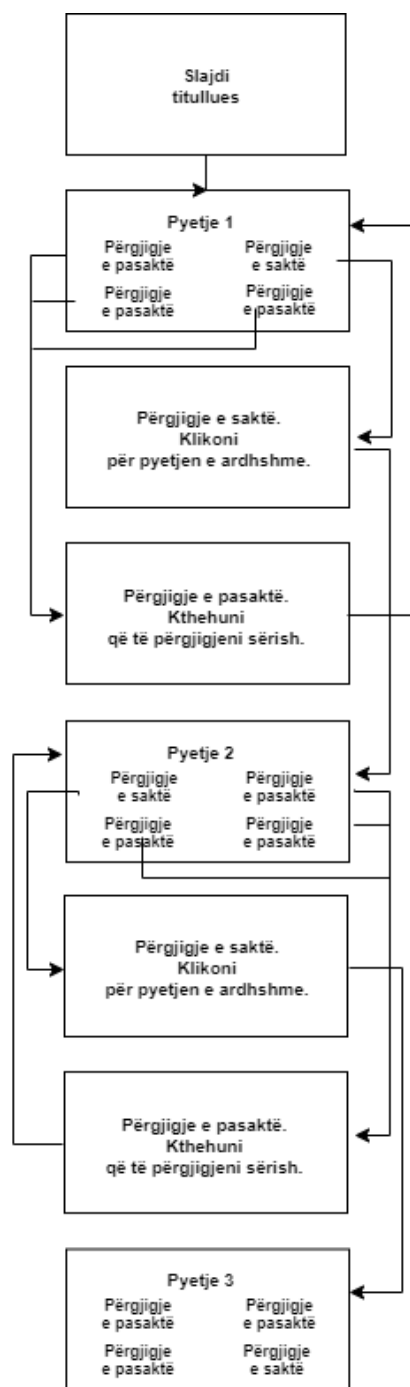 Slajdi
titullues
Pyetje 1
Përgjigje
e pasaktë
Përgjigje
e saktë
Përgjigje
e pasaktë
Përgjigje
e pasaktë
Përgjigje e saktë.
Klikoni
për pyetjen e ardhshme.
Përgjigje e pasaktë.
Kthehuni
që të përgjigjeni sërish.
Pyetje 2
Përgjigje
e saktë
Përgjigje
e pasaktë
Përgjigje
e pasaktë
Përgjigje
e pasaktë
Përgjigje e saktë.
Klikoni
për pyetjen e ardhshme.
Përgjigje e pasaktë.
Kthehuni
që të përgjigjeni sërish.
Pyetje 3
Përgjigje
e pasaktë
Përgjigje
e pasaktë
Përgjigje
e pasaktë
Përgjigje
e saktë